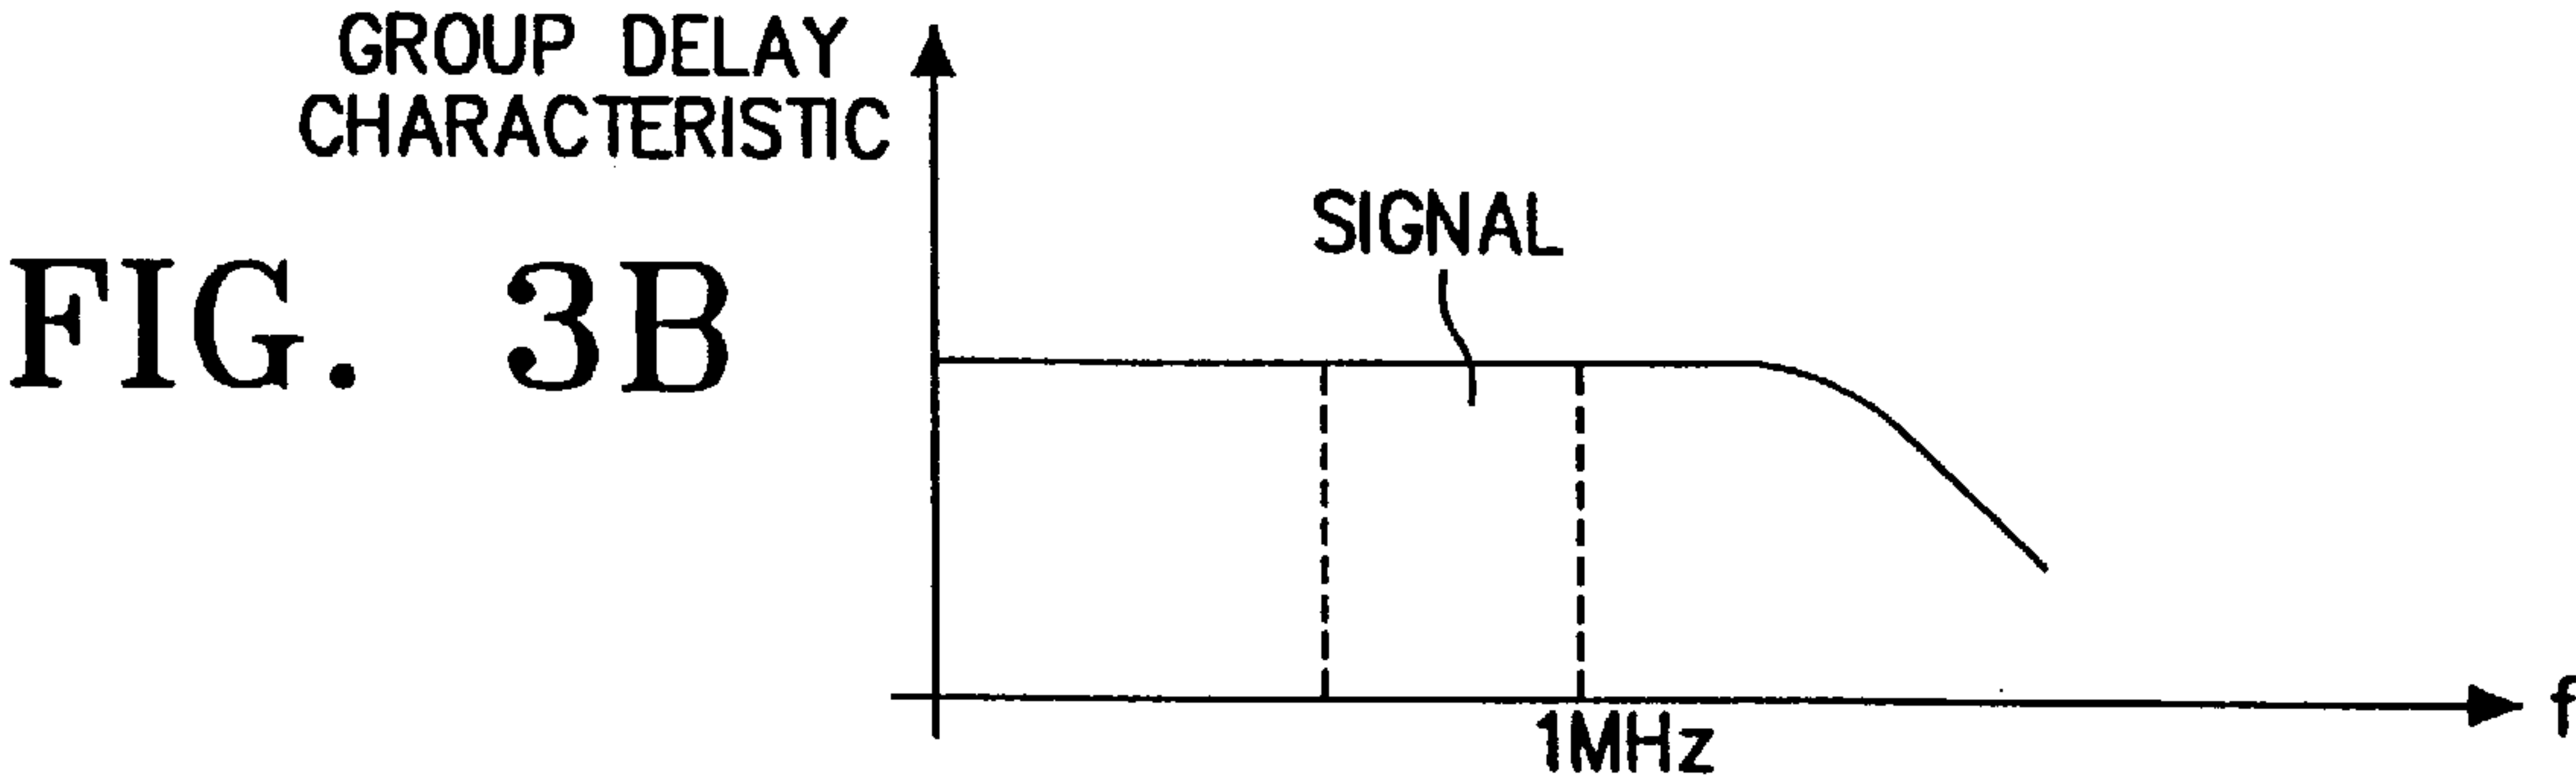 GROUP DELAY
CHARACTERISTIC
SIGNAL
FIG. 3B
1MHz
f